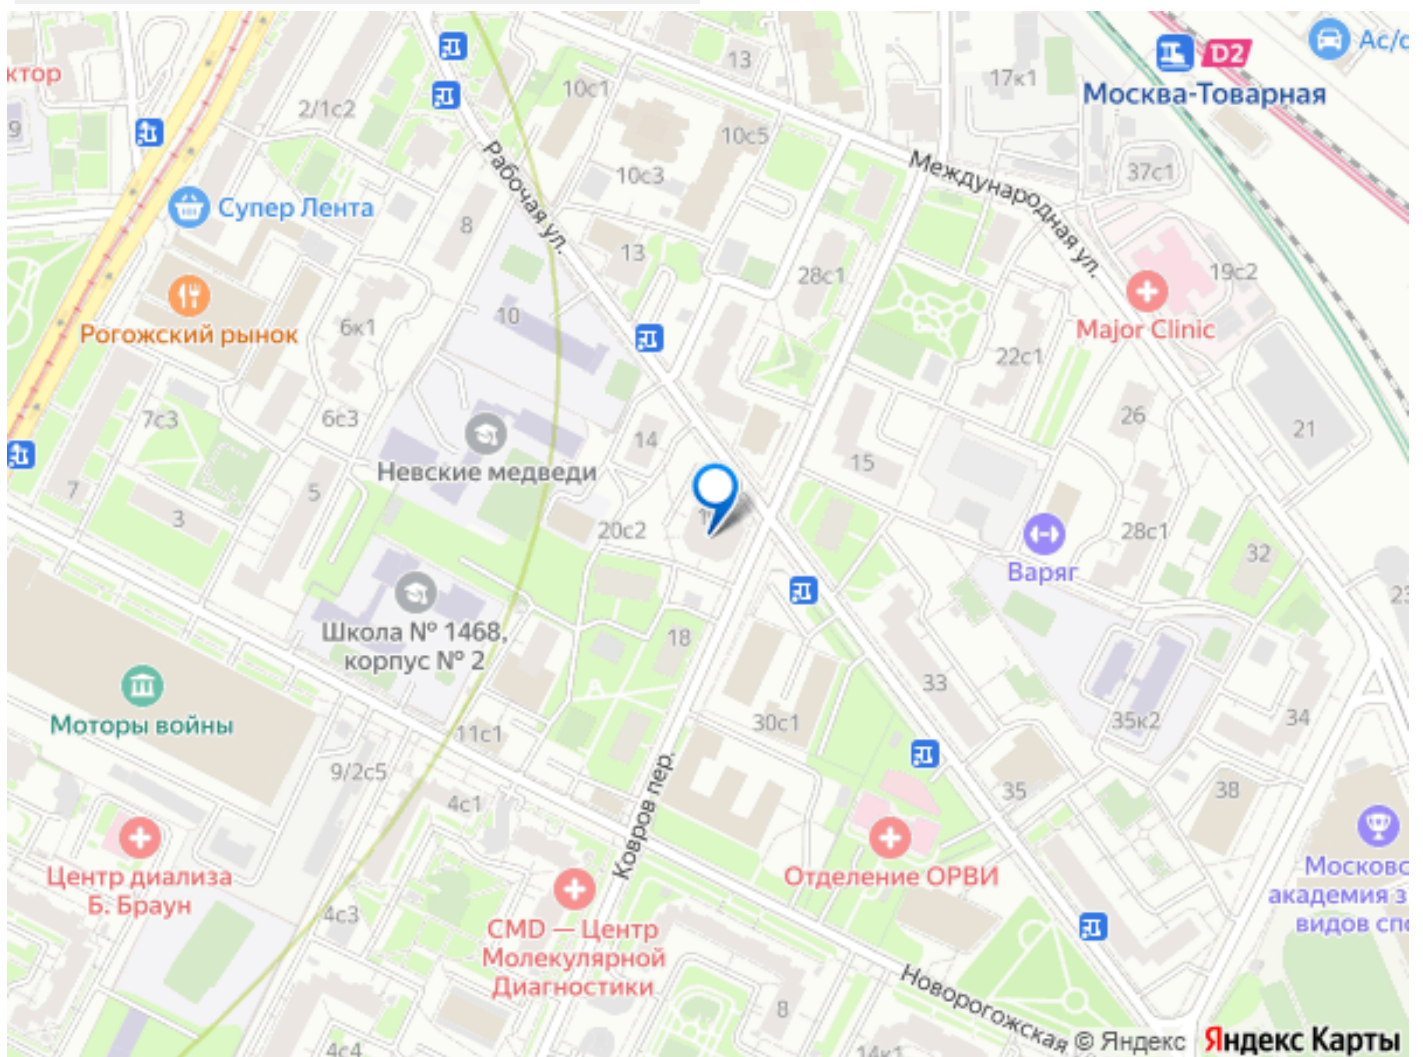 13
D2
Ас/с
ктор
10с1
17к1
Москва-Товарная
2/1с2
9
10с5
Рабочая ул.
Международная ул.
37с1
10с3
Супер Лента
8
13
28с1
19с2
Major Clinic
Рогожский рынок
6к1
10
22с1
7с3
6с3
14
26
21
Невские медведи
15
7
5
3
20с2
28с1
Варяг
32
23
Школа № 1468,
корпус № 2
18
33
Моторы войны
11с1
30с1
35к2
34
9/2с5
4с1
Ковров пер.
35
38
Центр диализа
Б. Браун
Отделение ОРВИ
Московс
академия з
видов спо
4с3
CMD — Центр
Молекулярной
Диагностики
Новорогожская
8
4с4
14к1
© Яндекс Яндекс Карты